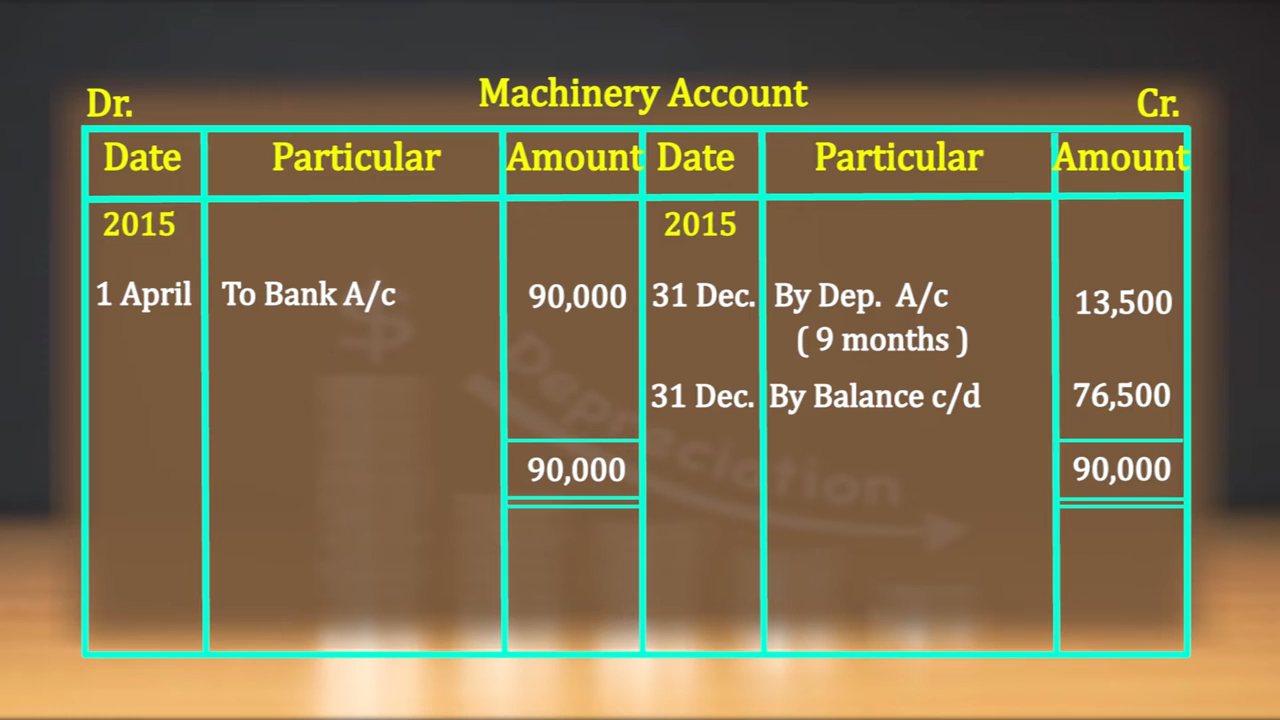 Machinery Account
Dr. Cr.
Date Particular Amount Date Particular Amount
2015 2015
1 April To Bank A/c 90,000 31 Dec. By Dep. A/c 13,500
( 9 months )
31 Dec. By Balance c/d 76,500
90,000 90,000
$
Depreciation